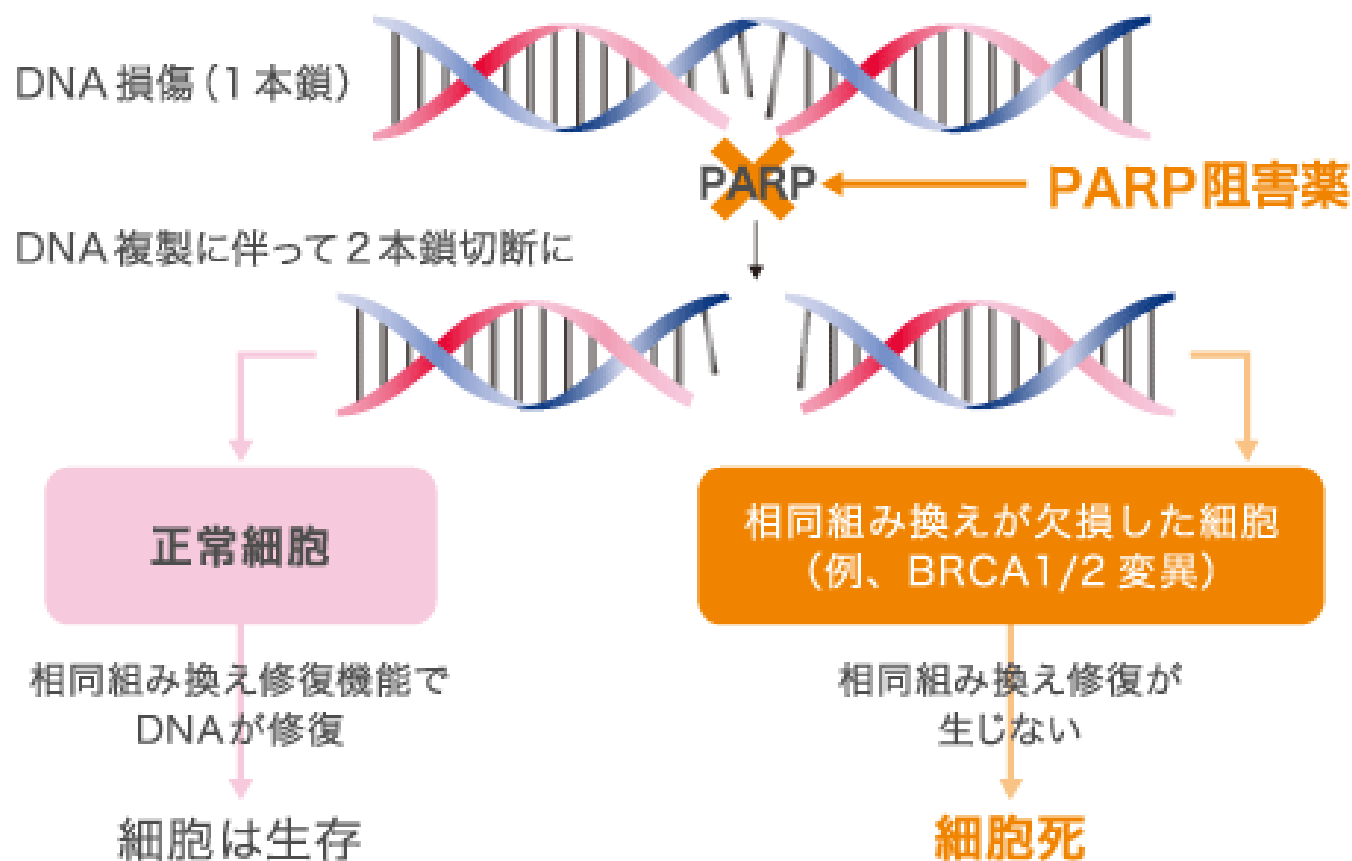 DNA 損傷（1 本鎖）
PARP
PARP阻害薬
DNA 複製に伴って 2 本鎖切断に
正常細胞
相同組み換えが欠損した細胞
（例、BRCA1/2 変異）
相同組み換え修復機能で
DNAが修復
相同組み換え修復が
生じない
細胞は生存
細胞死